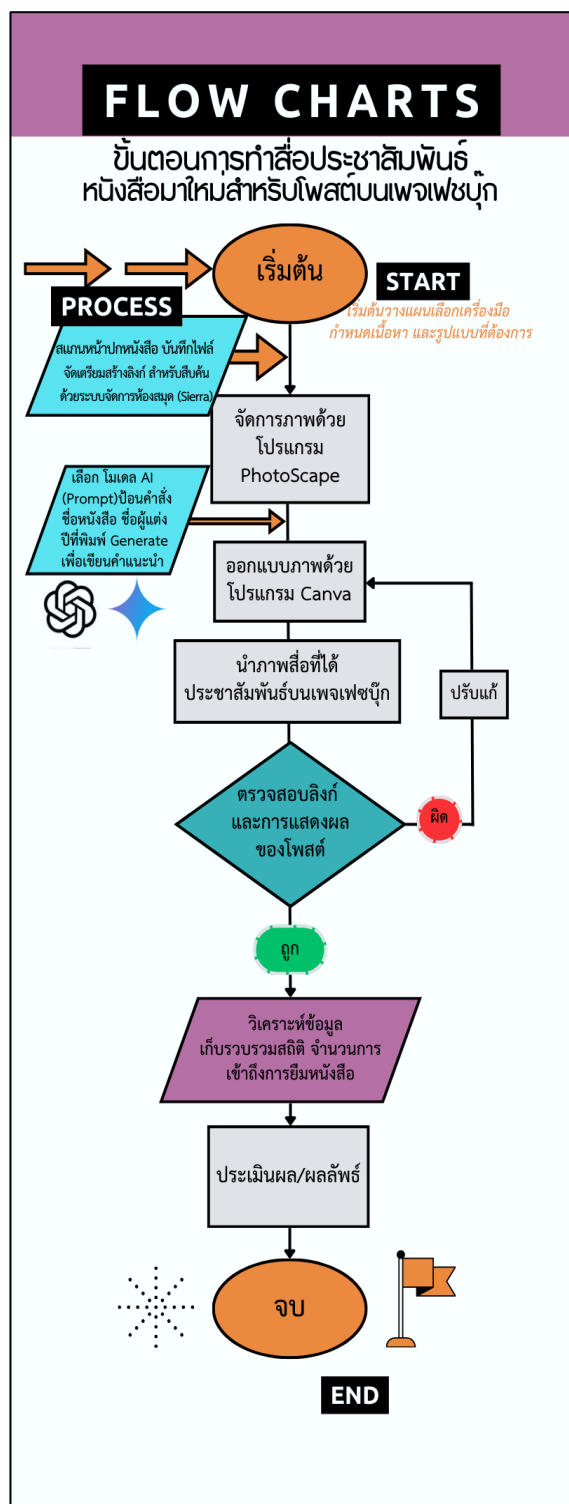 FLOW CHARTS
ขั้นตอนการทำสื่อประชาสัมพันธ์
หนังสือมาใหม่สำหรับโพสต์บนเพจเฟชบุ๊ก
เริ่มต้น
START
เริ่มต้นวางแผนเลือกเครื่องมือ
กำหนดเนื้อหา และรูปแบบที่ต้องการ
PROCESS
สแกนหน้าปกหนังสือ บันทึกไฟล์
จัดเตรียมสร้างลิงก์ สำหรับสืบค้น
ด้วยระบบจัดการห้องสมุด (Sierra)
จัดการภาพด้วย
โปรแกรม
PhotoScape
เลือก โมเดล AI
(Prompt)ป้อนคำสั่ง
ชื่อหนังสือ ชื่อผู้แต่ง
ปีที่พิมพ์ Generate
เพื่อเขียนคำแนะนำ
ออกแบบภาพด้วย
โปรแกรม Canva
นำภาพสื่อที่ได้
ประชาสัมพันธ์บนเพจเฟซบุ๊ก
ปรับแก้
ตรวจสอบลิงก์
และการแสดงผล
ของโพสต์
ผิด
ถูก
วิเคราะห์ข้อมูล
เก็บรวบรวมสถิติ จำนวนการ
เข้าถึงการยืมหนังสือ
ประเมินผล/ผลลัพธ์
จบ
END